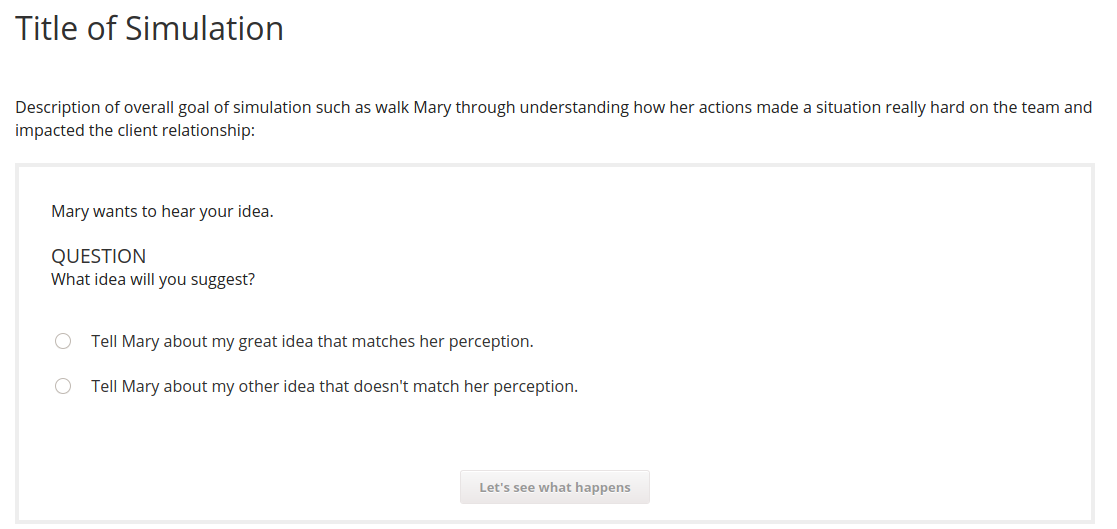 Title of Simulation
Description of overall goal of simulation such as walk Mary through understanding how her actions made a situation really hard on the team and
impacted the client relationship:
Mary wants to hear your idea.
QUESTION
What idea will you suggest?
Tell Mary about my great idea that matches her perception.
Tell Mary about my other idea that doesn't match her perception.
Let's see what happens